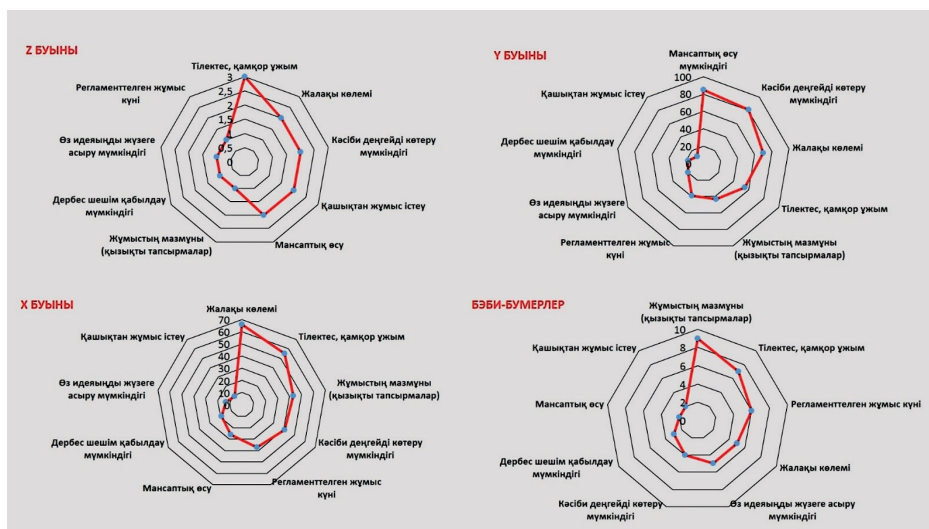 Z БУЫНЫ
Тілектес, қамқор ұжым
Жалақы көлемі
Кәсіби деңгейді көтеру
мүмкіндігі
Қашықтан жұмыс істеу
Мансаптық өсу
Жұмыстың мазмұны
(қызықты тапсырмалар)
Дербес шешім қабылдау
мүмкіндігі
Өз идеяыңды жүзеге
асыру мүмкіндігі
Регламенттелген жұмыс
күні
3
2,5
2
1,5
1
0,5
0
Y БУЫНЫ
Мансаптық өсу
мүмкіндігі
Кәсіби деңгейді көтеру
мүмкіндігі
Жалақы көлемі
Тілектес, қамқор ұжым
Жұмыстың мазмұны
(қызықты тапсырмалар)
Регламенттелген жұмыс
күні
Өз идеяыңды жүзеге
асыру мүмкіндігі
Дербес шешім қабылдау
мүмкіндігі
Қашықтан жұмыс істеу
100
80
60
40
20
0
X БУЫНЫ
Жалақы көлемі
Тілектес, қамқор ұжым
Жұмыстың мазмұны
(қызықты тапсырмалар)
Кәсіби деңгейді көтеру
мүмкіндігі
Регламенттелген жұмыс
күні
Мансаптық өсу
Дербес шешім қабылдау
мүмкіндігі
Өз идеяыңды жүзеге
асыру мүмкіндігі
Қашықтан жұмыс істеу
70
60
50
40
30
20
10
0
БЭБИ-БУМЕРЛЕР
Жұмыстың мазмұны
(қызықты тапсырмалар)
Тілектес, қамқор ұжым
Регламенттелген жұмыс күні
Жалақы көлемі
Өз идеяыңды жүзеге асыру
мүмкіндігі
Кәсіби деңгейді көтеру
мүмкіндігі
Дербес шешім қабылдау
мүмкіндігі
Мансаптық өсу
Қашықтан жұмыс істеу
10
8
6
4
2
0